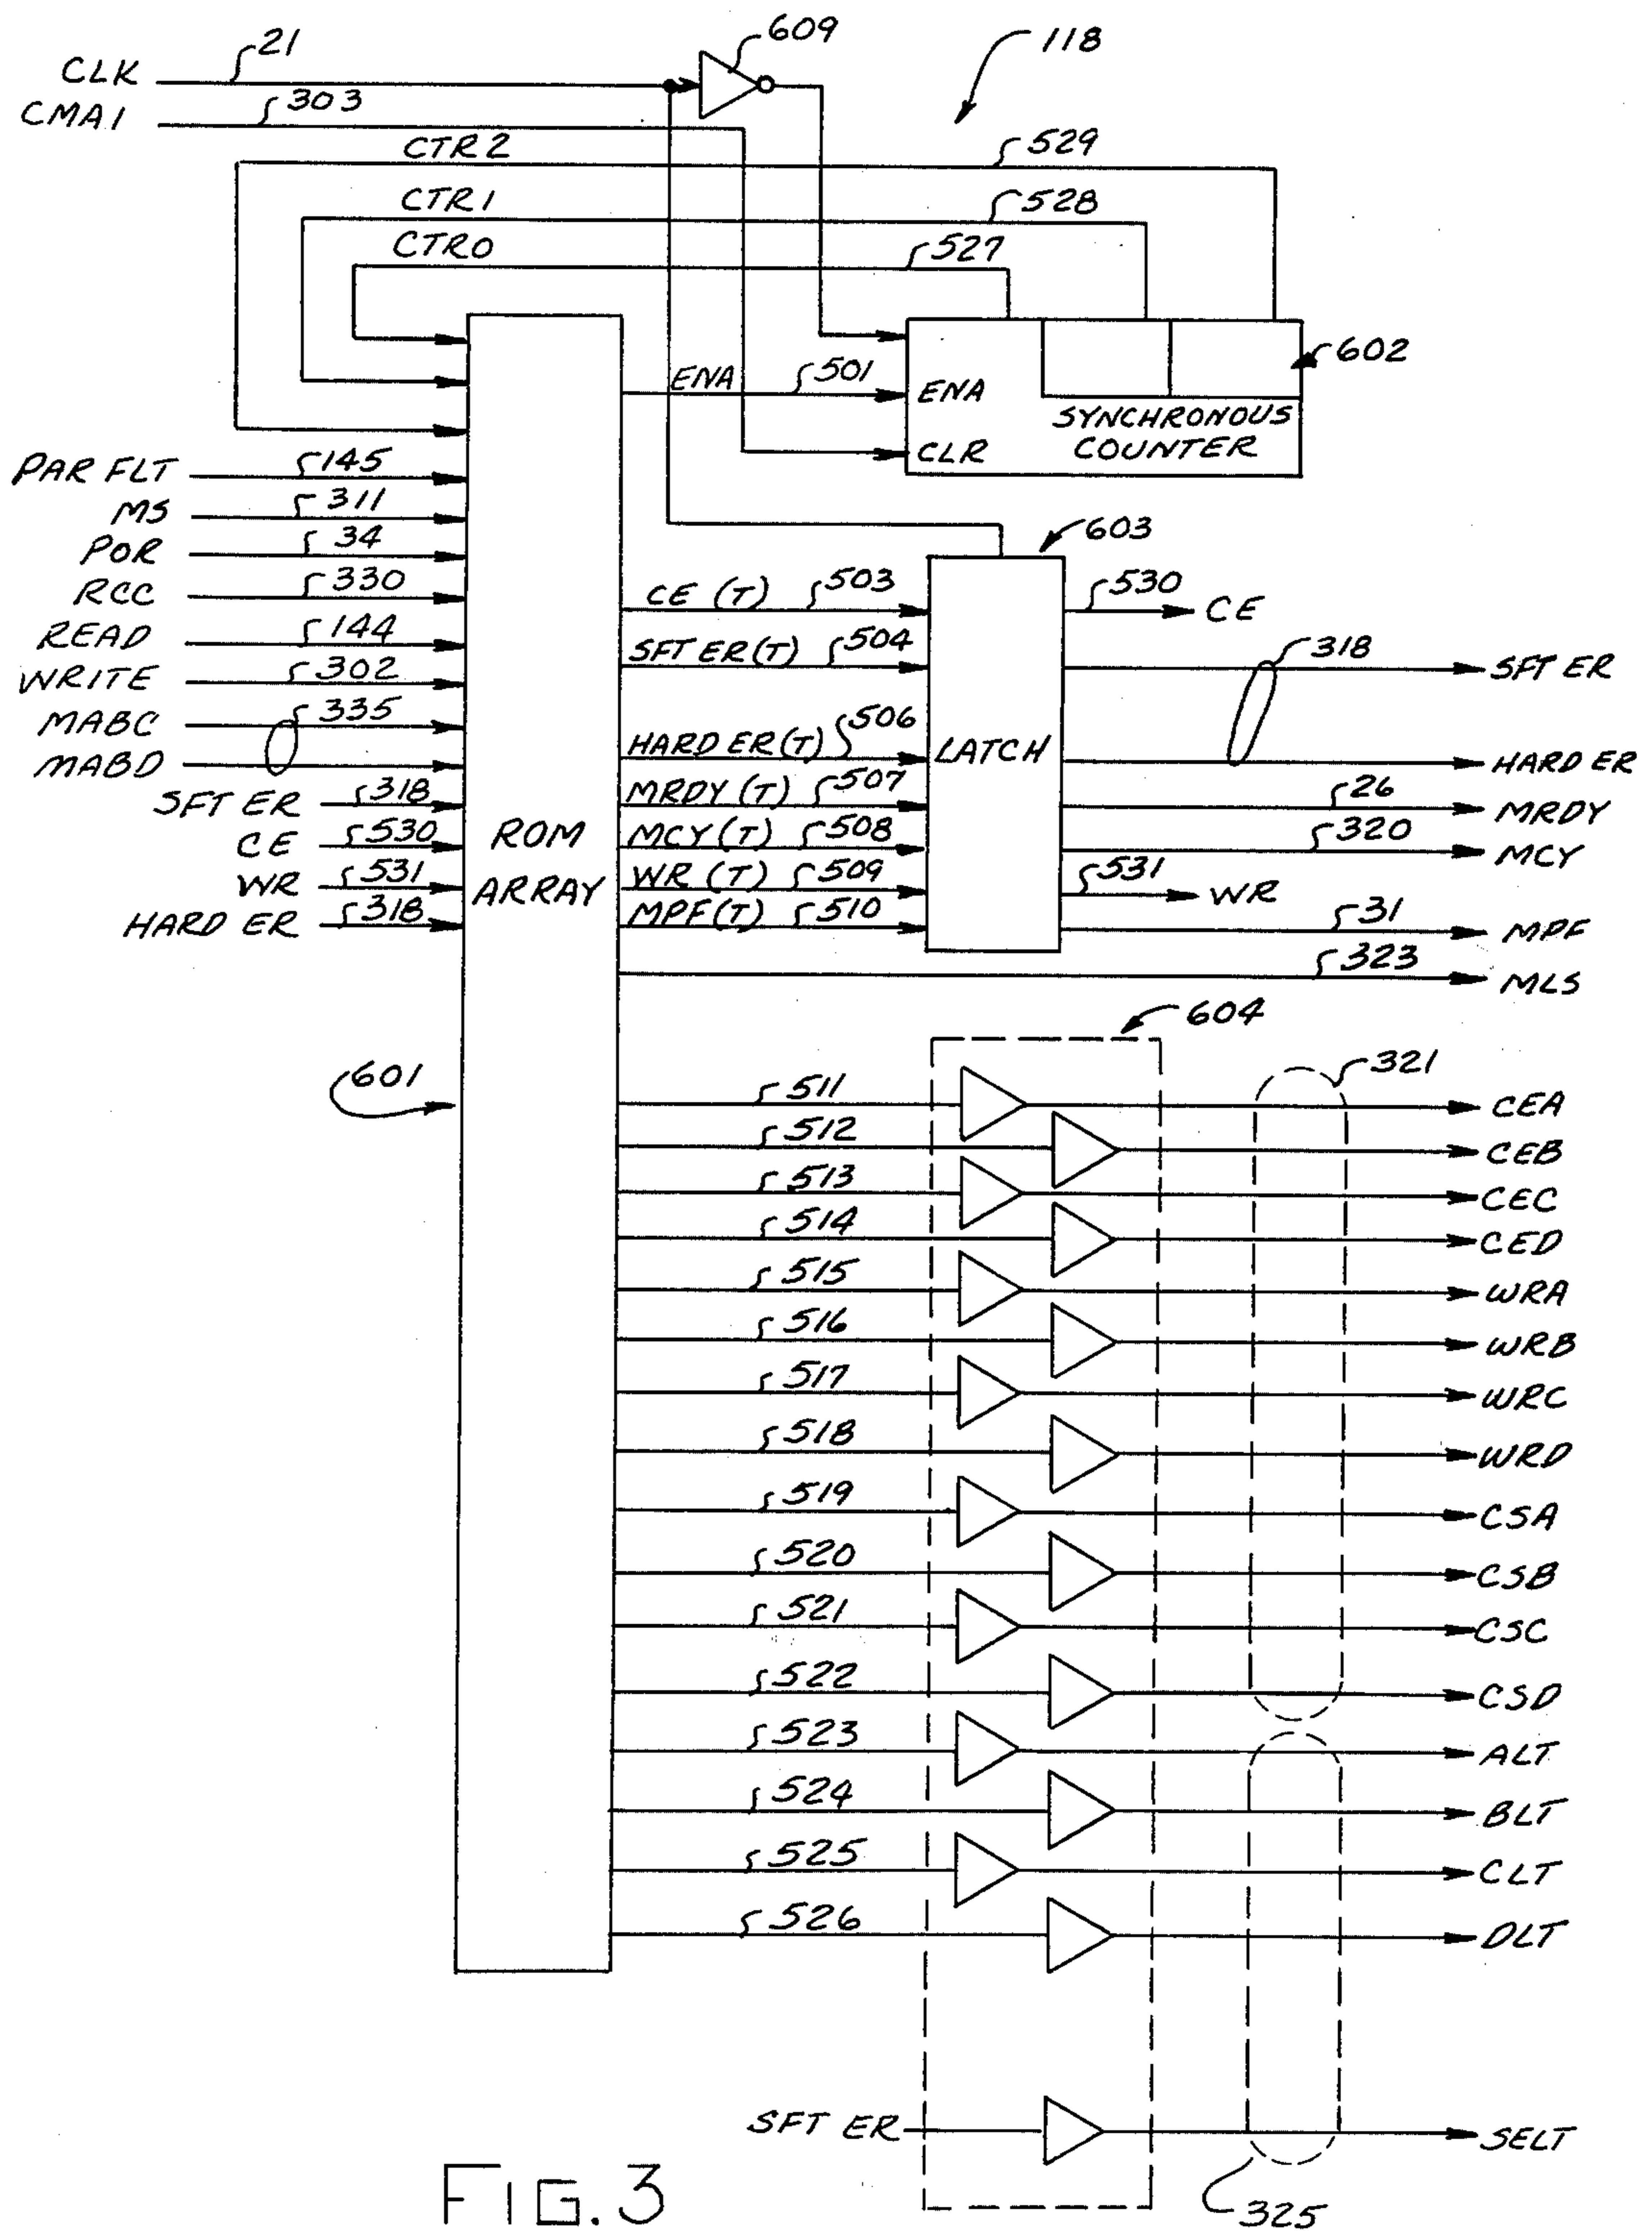 CLK 21 609 118
CMA1 303
CTR2 529
CTR1 528
CTR0 527
602
ENA 501 ENA
SYNCHRONOUS
COUNTER
CLR
PAR FLT 145
MS 311
POR 34
RCC 330
READ 144
WRITE 302
MABC 335
MABD
SFT ER 318
CE 530
WR 531
HARD ER 318
ROM
ARRAY
601
603
CE (T) 503 530 CE
SFT ER(T) 504 318 SFT ER
HARD ER(T) 506 LATCH HARD ER
MRDY (T) 507 26 MRDY
MCY (T) 508 320 MCY
WR (T) 509 531 WR
MPF(T) 510 31 MPF
323 MLS
604
321
511 CEA
512 CEB
513 CEC
514 CED
515 WRA
516 WRB
517 WRC
518 WRD
519 CSA
520 CSB
521 CSC
522 CSD
523 ALT
524 BLT
525 CLT
526 DLT
SFT ER SELT
325
FIG. 3